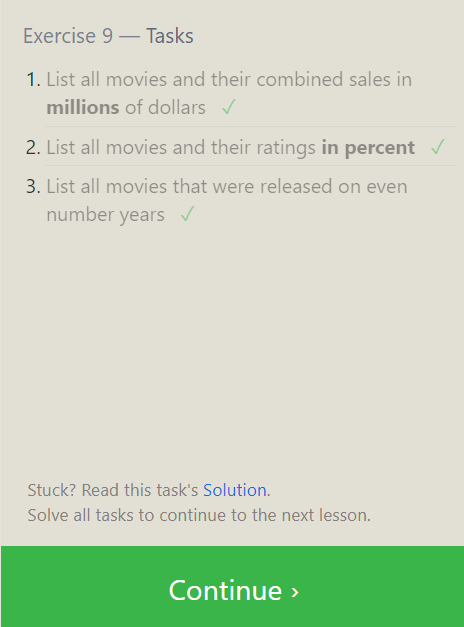 Exercise 9 — Tasks
1. List all movies and their combined sales in
millions of dollars ✓
2. List all movies and their ratings in percent ✓
3. List all movies that were released on even
number years ✓
Stuck? Read this task's Solution.
Solve all tasks to continue to the next lesson.
Continue ›